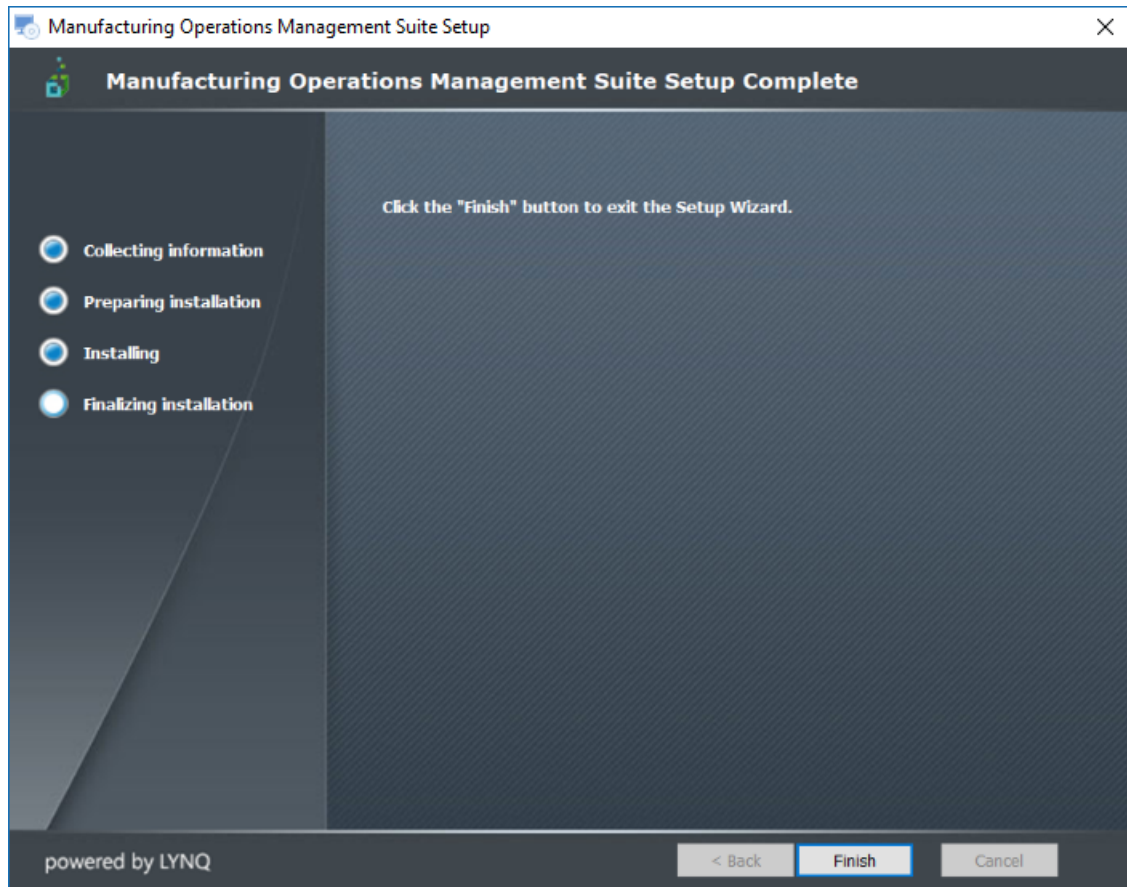 Manufacturing Operations Management Suite Setup
Manufacturing Operations Management Suite Setup Complete
Click the "Finish" button to exit the Setup Wizard.
Collecting information
Preparing installation
Installing
Finalizing installation
powered by LYNQ
< Back
Finish
Cancel